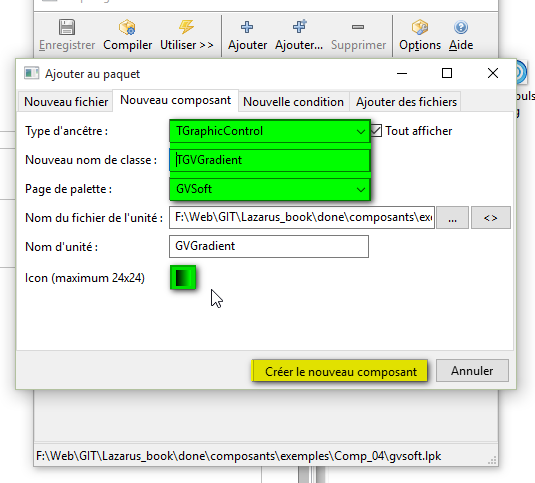 Enregistrer Compiler Utiliser >> Ajouter Ajouter... Supprimer Options Aide
Ajouter au paquet
Nouveau fichier Nouveau composant Nouvelle condition Ajouter des fichiers
Type d'ancêtre : TGraphicControl Tout afficher
Nouveau nom de classe : TGVGradient
Page de palette : GVSoft
Nom du fichier de l'unité : F:\Web\GIT\Lazarus_book\done\composants\exe ... <>
Nom d'unité : GVGradient
Icon (maximum 24x24)
Créer le nouveau composant Annuler
F:\Web\GIT\Lazarus_book\done\composants\exemples\Comp_04\gvsoft.lpk